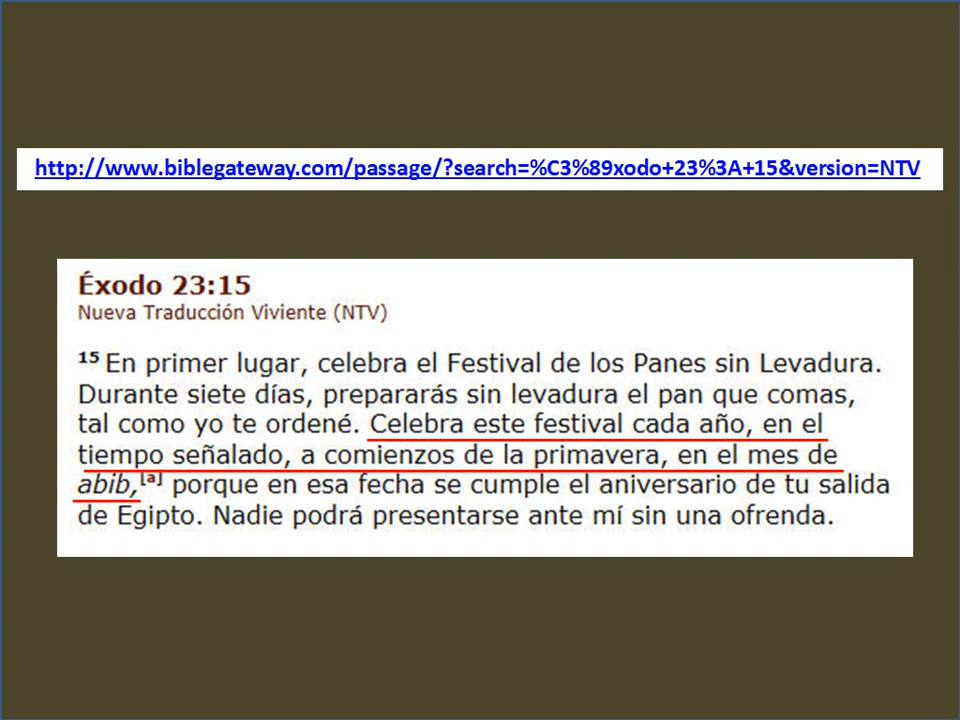 http://www.biblegateway.com/passage/?search=%C3%89xodo+23%3A+15&version=NTV
Éxodo 23:15
Nueva Traducción Viviente (NTV)
15 En primer lugar, celebra el Festival de los Panes sin Levadura.
Durante siete días, prepararás sin levadura el pan que comas,
tal como yo te ordené. Celebra este festival cada año, en el
tiempo señalado, a comienzos de la primavera, en el mes de
abib,[a] porque en esa fecha se cumple el aniversario de tu salida
de Egipto. Nadie podrá presentarse ante mí sin una ofrenda.